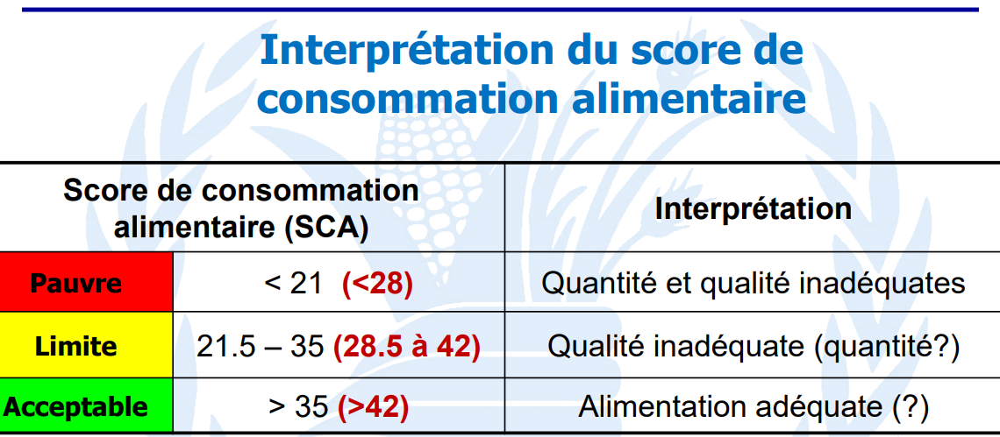 Interprétation du score de
consommation alimentaire
Score de consommation
alimentaire (SCA)
Interprétation
Pauvre
< 21 (<28)
Quantité et qualité inadéquates
Limite
21.5 – 35 (28.5 à 42)
Qualité inadéquate (quantité?)
Acceptable
> 35 (>42)
Alimentation adéquate (?)